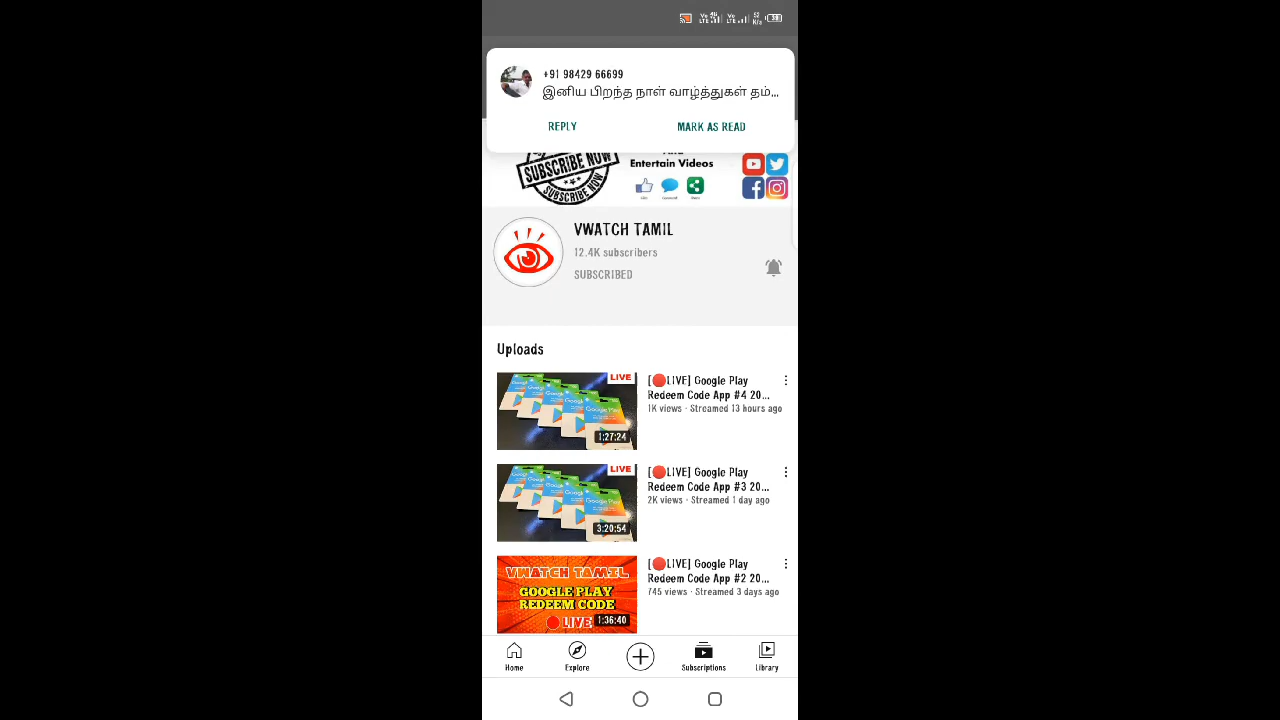 +91 98429 66699
இனிய பிறந்த நாள் வாழ்த்துகள் தம்...
REPLY
MARK AS READ
SUBSCRIBE NOW
SUBSCRIBE NOW
Entertain Videos
VWATCH TAMIL
12.4K subscribers
SUBSCRIBED
Uploads
LIVE
1:27:24
[🔴LIVE] Google Play
Redeem Code App #4 20...
1K views · Streamed 13 hours ago
LIVE
3:20:54
[🔴LIVE] Google Play
Redeem Code App #3 20...
2K views · Streamed 1 day ago
VWATCH TAMIL
GOOGLE PLAY
REDEEM CODE
LIVE
1:36:40
[🔴LIVE] Google Play
Redeem Code App #2 20...
745 views · Streamed 3 days ago
Home
Explore
Subscriptions
Library